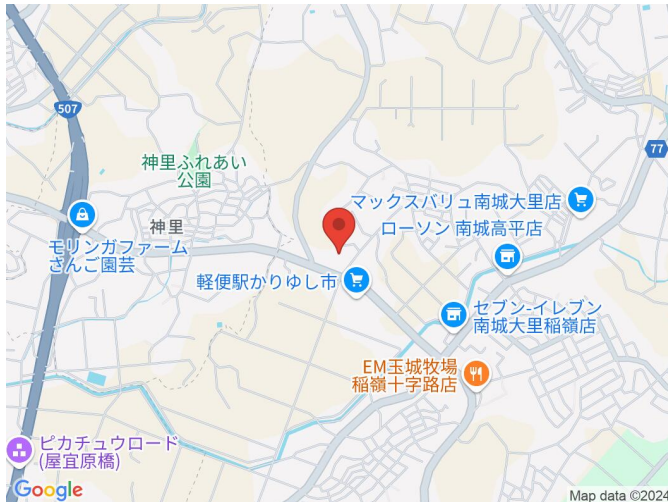 507
神里ふれあい
公園
77
マックスバリュ南城大里店
ローソン 南城高平店
神里
モリンガファーム
さんご園芸
軽便駅かりゆし市
セブン-イレブン
南城大里稲嶺店
EM玉城牧場
稲嶺十字路店
ピカチュウロード
(屋宜原橋)
Google
Map data ©2024